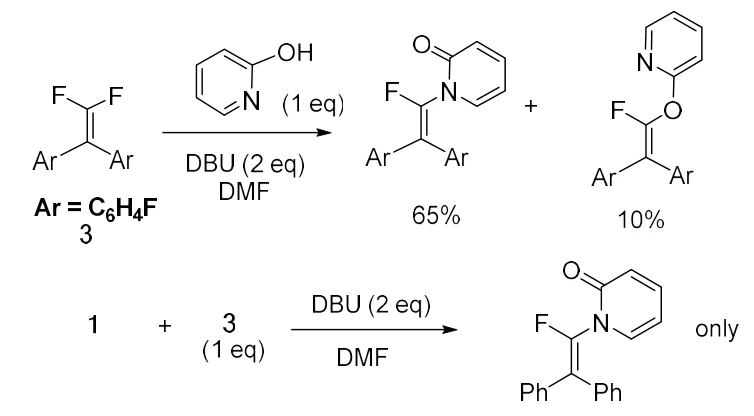 F F
Ar Ar
Ar = C6H4F
3
OH
N (1 eq)
DBU (2 eq)
DMF
O
F N
Ar Ar
65%
+
N
F O
Ar Ar
10%
1 + 3
(1 eq)
DBU (2 eq)
DMF
O
F N
Ph Ph
only